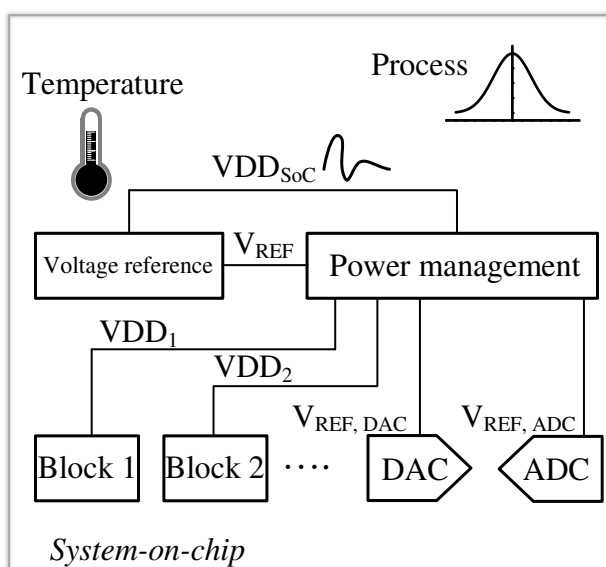 Process
Temperature
VDD_SoC
Voltage reference
V_REF
Power management
VDD_1
VDD_2
V_REF, DAC
V_REF, ADC
Block 1
Block 2
....
DAC
ADC
System-on-chip